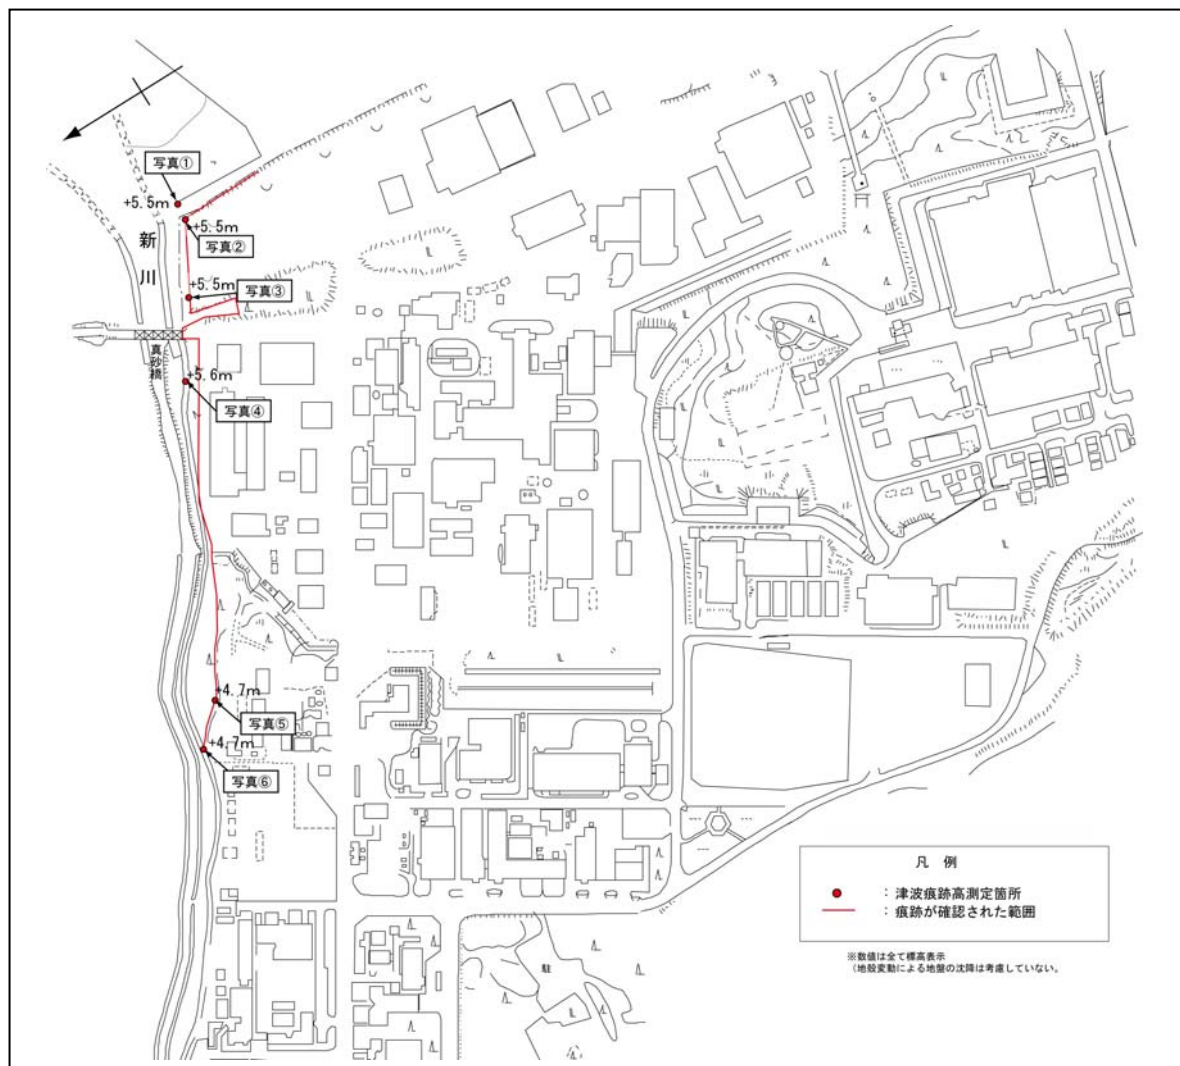 写真①
+5.5m
+5.5m
写真②
新川
+5.5m
写真③
真砂橋
+5.6m
写真④
+4.7m
写真⑤
+4.7m
写真⑥
凡 例
：津波痕跡高測定箇所
：痕跡が確認された範囲
※数値は全て標高表示
（地殻変動による地盤の沈降は考慮していない。
駐